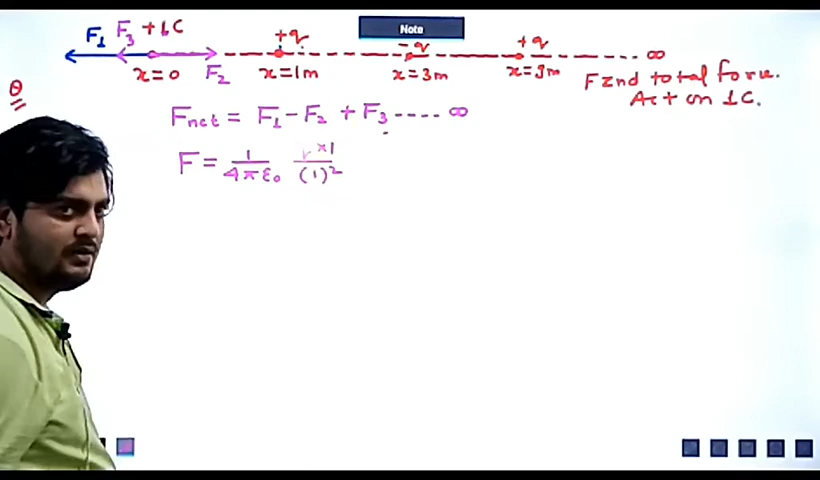 Note
F₁ F₃ +1C +q -q +q ∞
x=0 F₂ x=1m x=3m x=9m
Find total force.
Act on 1C.
Q
Fnet = F₁ - F₂ + F₃ ---- ∞
F = 1/4πε₀ ×1/(1)²